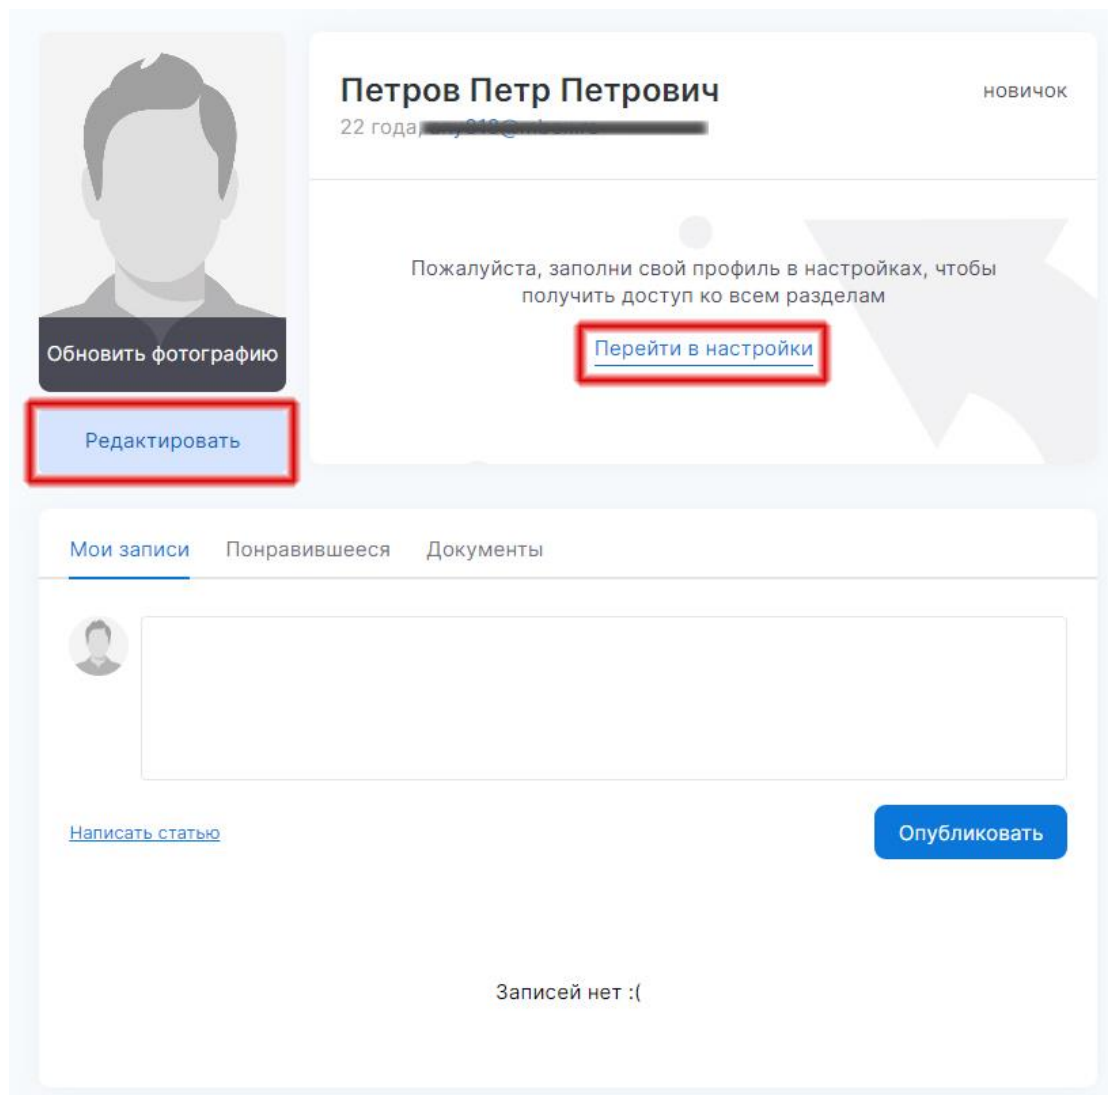 Петров Петр Петрович
новичок
22 года,
Пожалуйста, заполни свой профиль в настройках, чтобы
получить доступ ко всем разделам
Перейти в настройки
Обновить фотографию
Редактировать
Мои записи Понравившееся Документы
Написать статью
Опубликовать
Записей нет :(